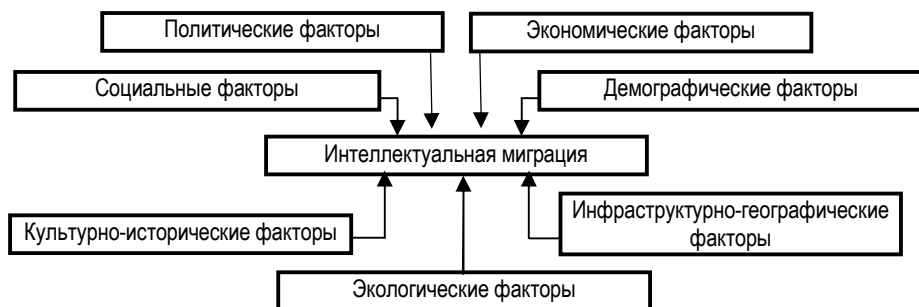 Политические факторы
Экономические факторы
Социальные факторы
Демографические факторы
Интеллектуальная миграция
Культурно-исторические факторы
Инфраструктурно-географические
факторы
Экологические факторы